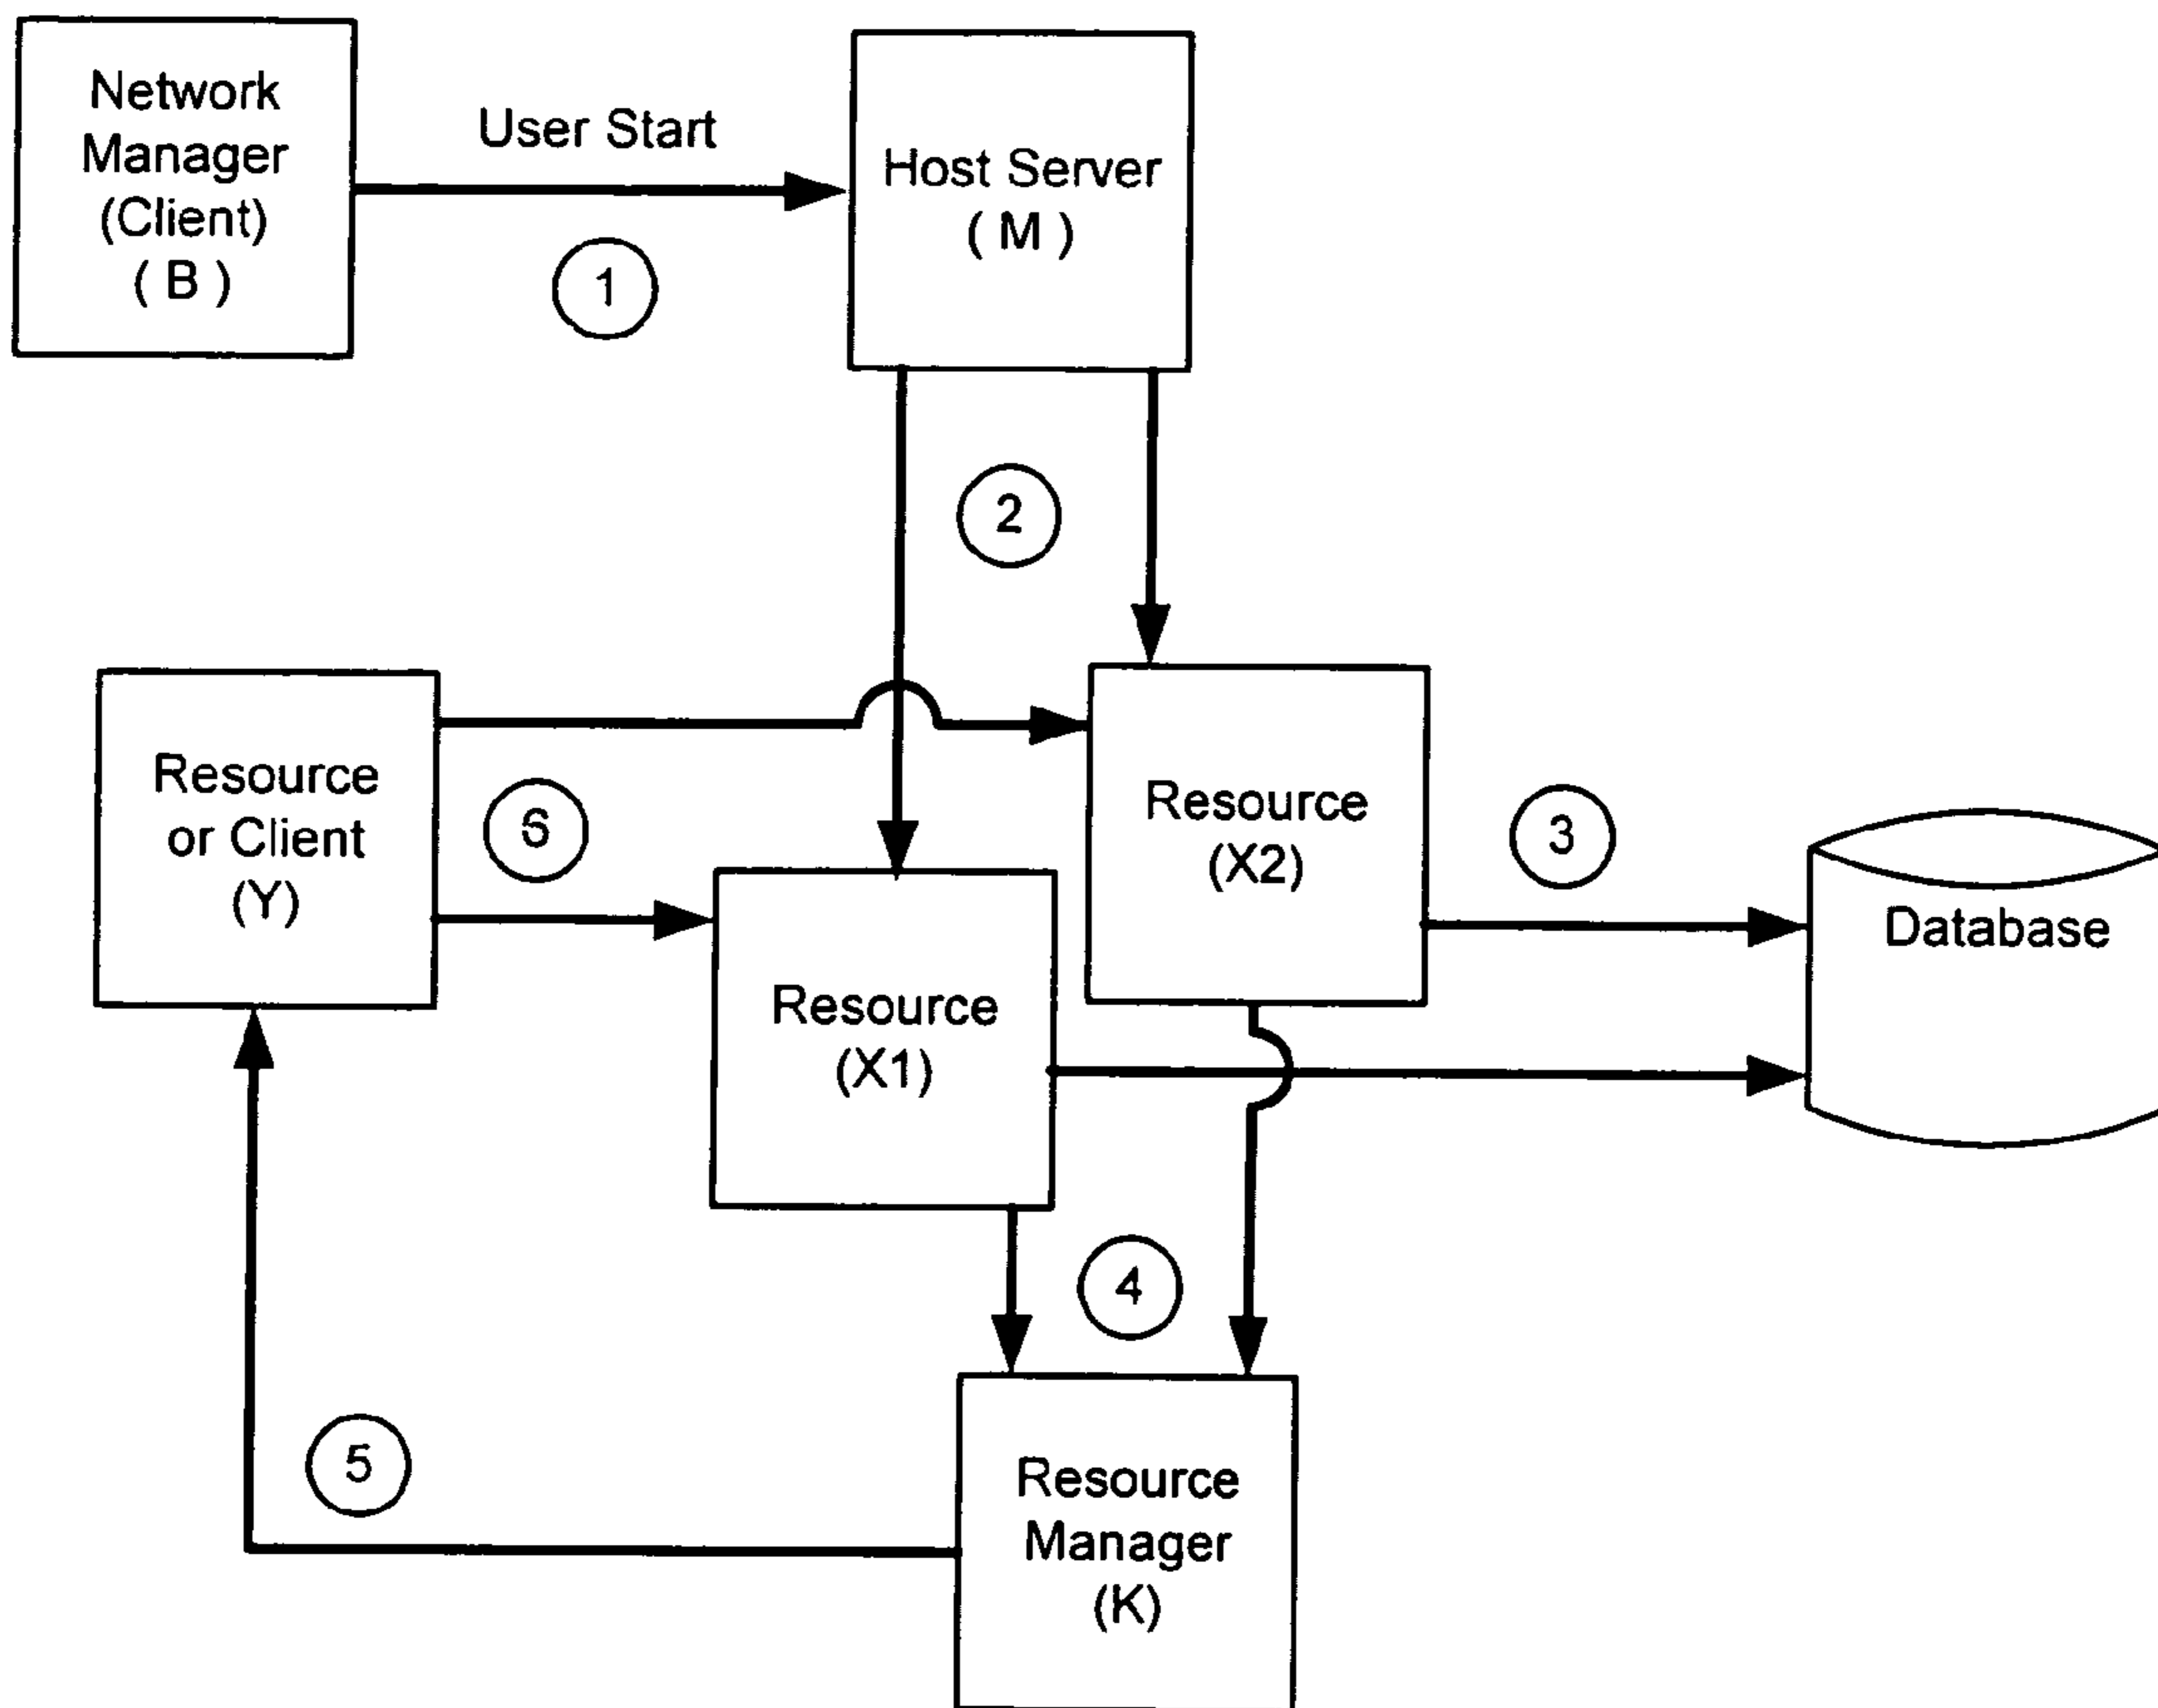 Network
Manager
(Client)
( B )
User Start
1
Host Server
( M )
2
Resource
or Client
(Y)
6
Resource
(X2)
3
Database
Resource
(X1)
4
5
Resource
Manager
(K)